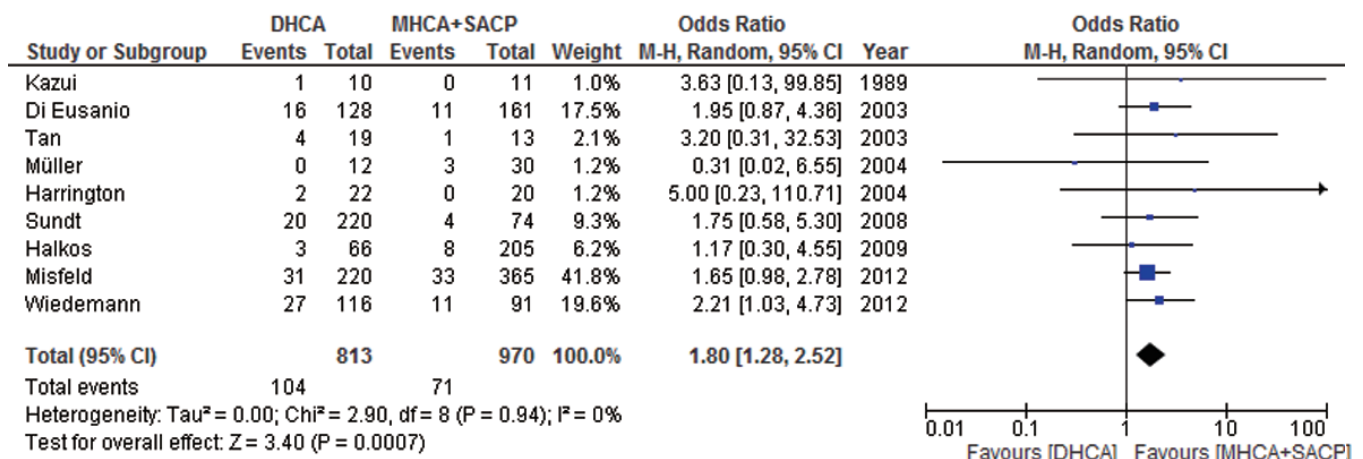 DHCA MHCA+SACP Odds Ratio Odds Ratio
Study or Subgroup Events Total Events Total Weight M-H, Random, 95% CI Year M-H, Random, 95% CI
Kazui 1 10 0 11 1.0% 3.63 [0.13, 99.85] 1989
Di Eusanio 16 128 11 161 17.5% 1.95 [0.87, 4.36] 2003
Tan 4 19 1 13 2.1% 3.20 [0.31, 32.53] 2003
Müller 0 12 3 30 1.2% 0.31 [0.02, 6.55] 2004
Harrington 2 22 0 20 1.2% 5.00 [0.23, 110.71] 2004
Sundt 20 220 4 74 9.3% 1.75 [0.58, 5.30] 2008
Halkos 3 66 8 205 6.2% 1.17 [0.30, 4.55] 2009
Misfeld 31 220 33 365 41.8% 1.65 [0.98, 2.78] 2012
Wiedemann 27 116 11 91 19.6% 2.21 [1.03, 4.73] 2012
Total (95% CI) 813 970 100.0% 1.80 [1.28, 2.52]
Total events 104 71
Heterogeneity: Tau² = 0.00; Chi² = 2.90, df = 8 (P = 0.94); I² = 0%
Test for overall effect: Z = 3.40 (P = 0.0007)
0.01 0.1 1 10 100
Favours [DHCA] Favours [MHCA+SACP]